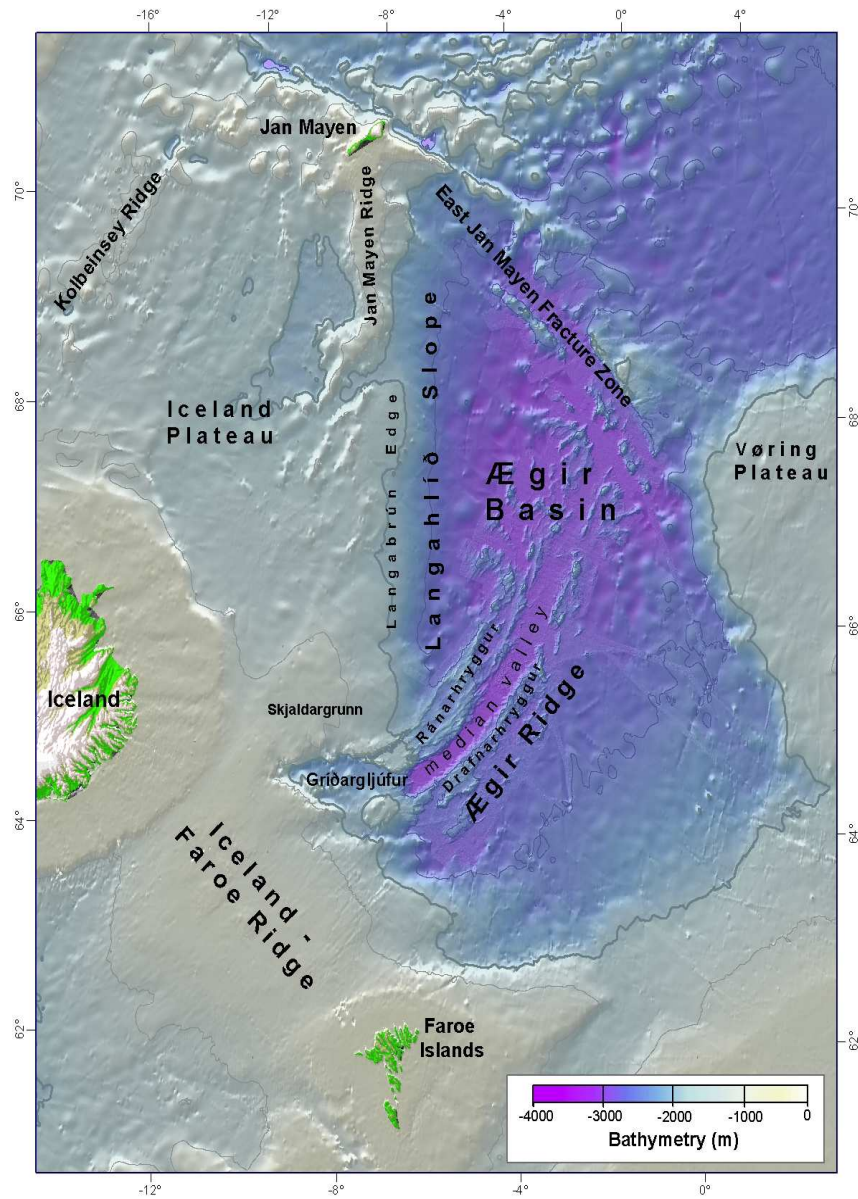 -16°
-12°
-8°
-4°
0°
4°
Jan Mayen
70°
70°
Kolbeinsey Ridge
Jan Mayen Ridge
East Jan Mayen Fracture Zone
Langahlíð Slope
68°
68°
Iceland
Plateau
Langabrún Edge
Vøring
Plateau
Ægir
Basin
66°
66°
Iceland
Skjaldargrunn
Ránarhryggur
median valley
Drafnarhryggur
Ægir Ridge
Gríðargljúfur
64°
64°
Iceland -
Faroe Ridge
62°
62°
Faroe
Islands
-4000
-3000
-2000
-1000
0
Bathymetry (m)
-12°
-8°
-4°
0°